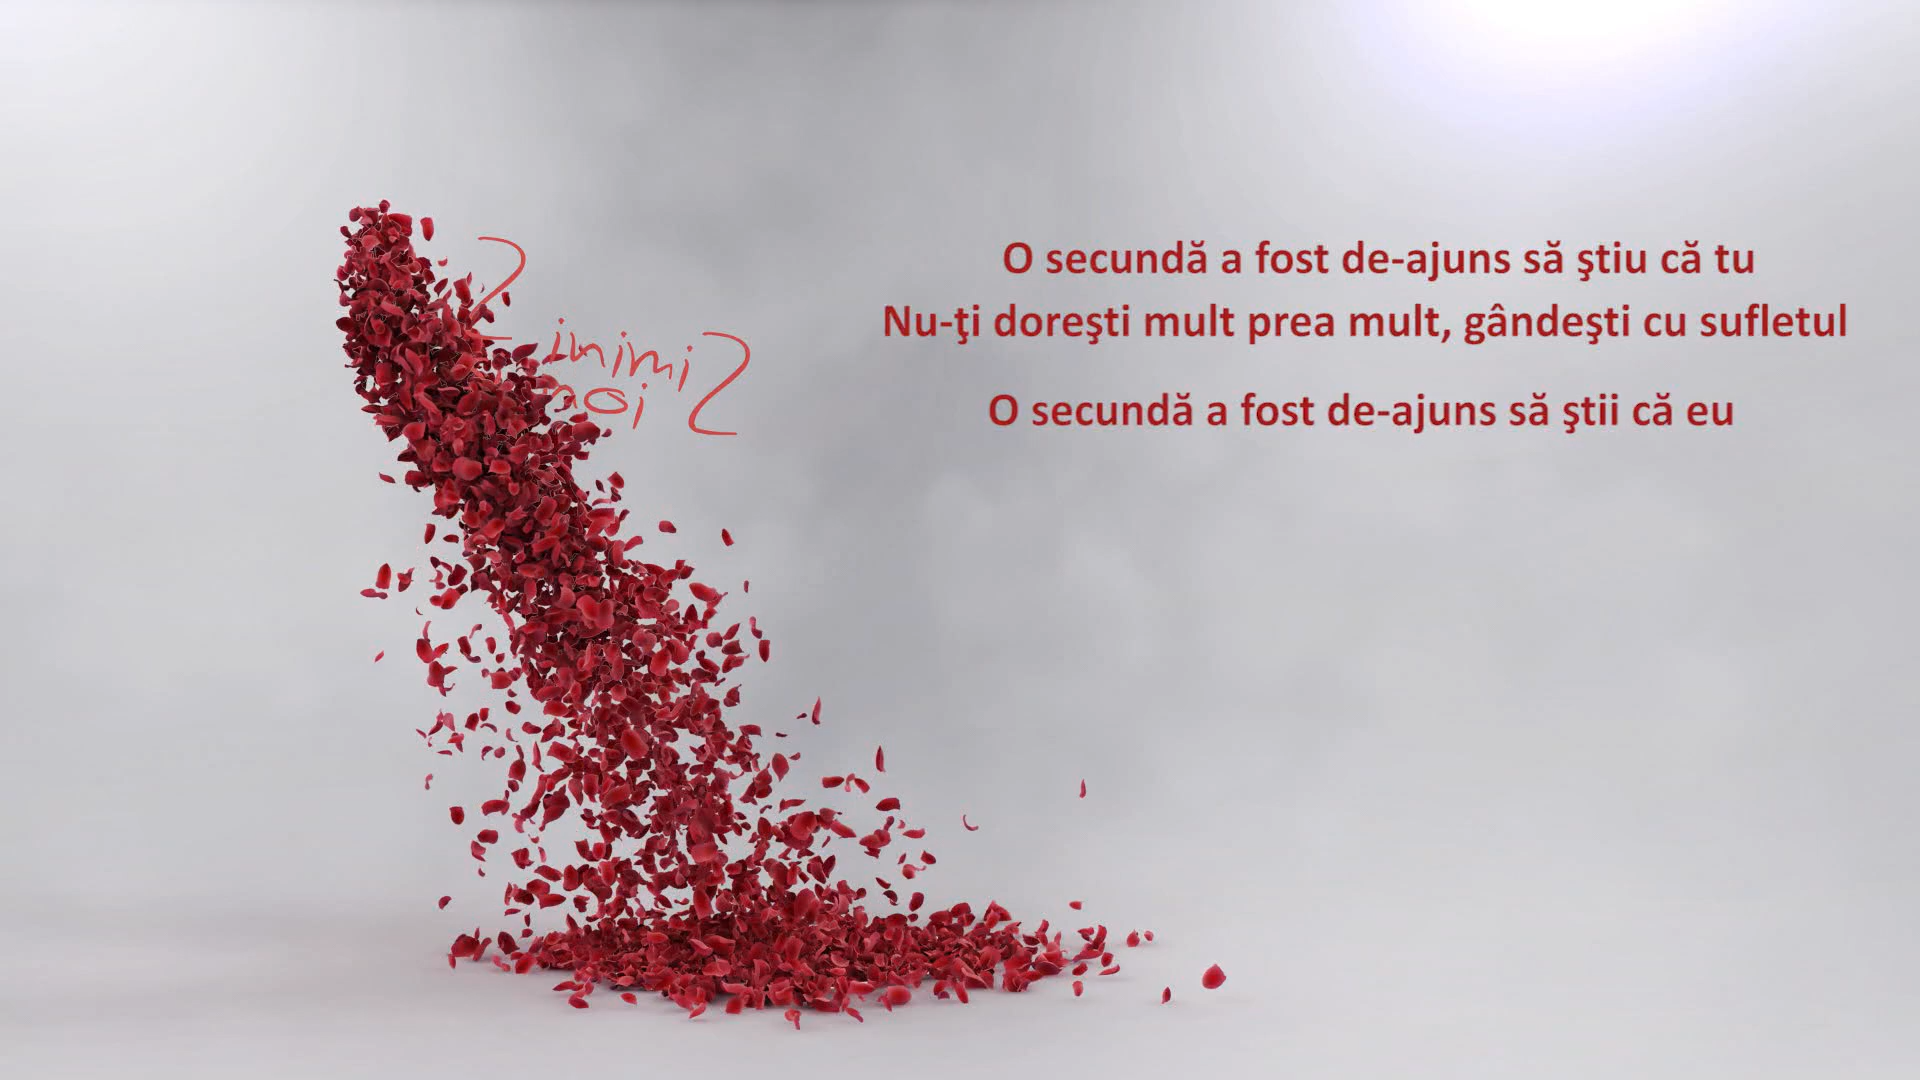 2 inimi
noi 2
O secundă a fost de-ajuns să ştiu că tu
Nu-ţi doreşti mult prea mult, gândeşti cu sufletul
O secundă a fost de-ajuns să ştii că eu